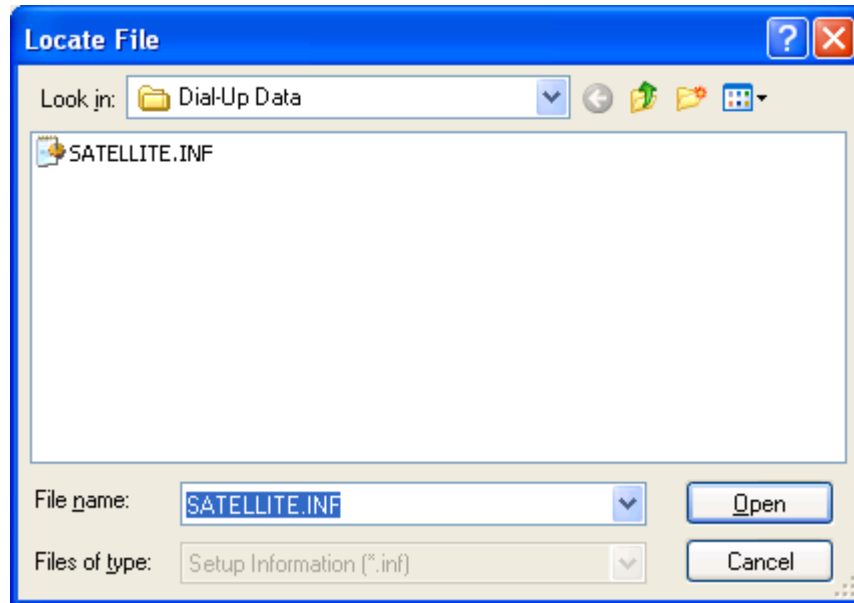 Locate File
Look in: Dial-Up Data
SATELLITE.INF
File name: SATELLITE.INF Open
Files of type: Setup Information (*.inf) Cancel